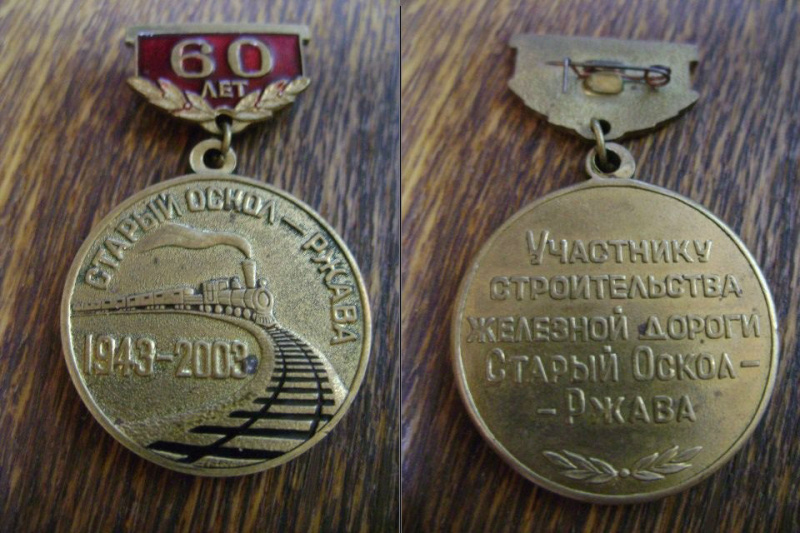 60
ЛЕТ
СТАРЫЙ ОСКОЛ — РЖАВА
1943-2003
УЧАСТНИКУ
СТРОИТЕЛЬСТВА
ЖЕЛЕЗНОЙ ДОРОГИ
СТАРЫЙ ОСКОЛ -
- РЖАВА